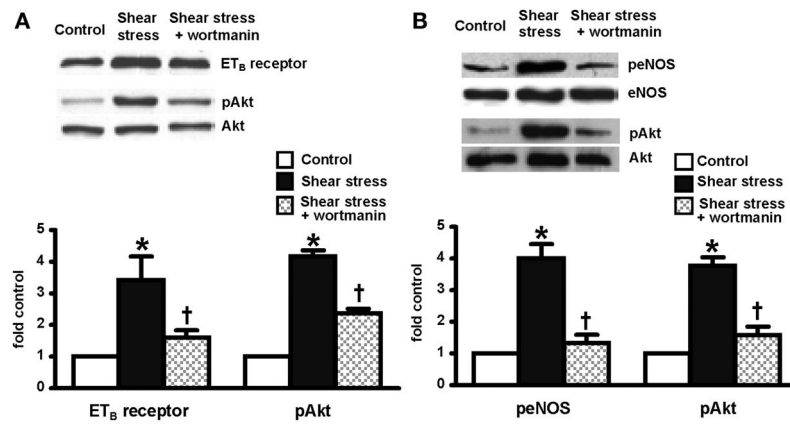 A
Control
Shear stress
Shear stress + wortmanin
ETB receptor
pAkt
Akt
Control
Shear stress
Shear stress + wortmanin
fold control
5
4
3
2
1
0
*
†
*
†
ETB receptor
pAkt
B
Control
Shear stress
Shear stress + wortmanin
peNOS
eNOS
pAkt
Akt
Control
Shear stress
Shear stress + wortmanin
fold control
5
4
3
2
1
0
*
†
*
†
peNOS
pAkt